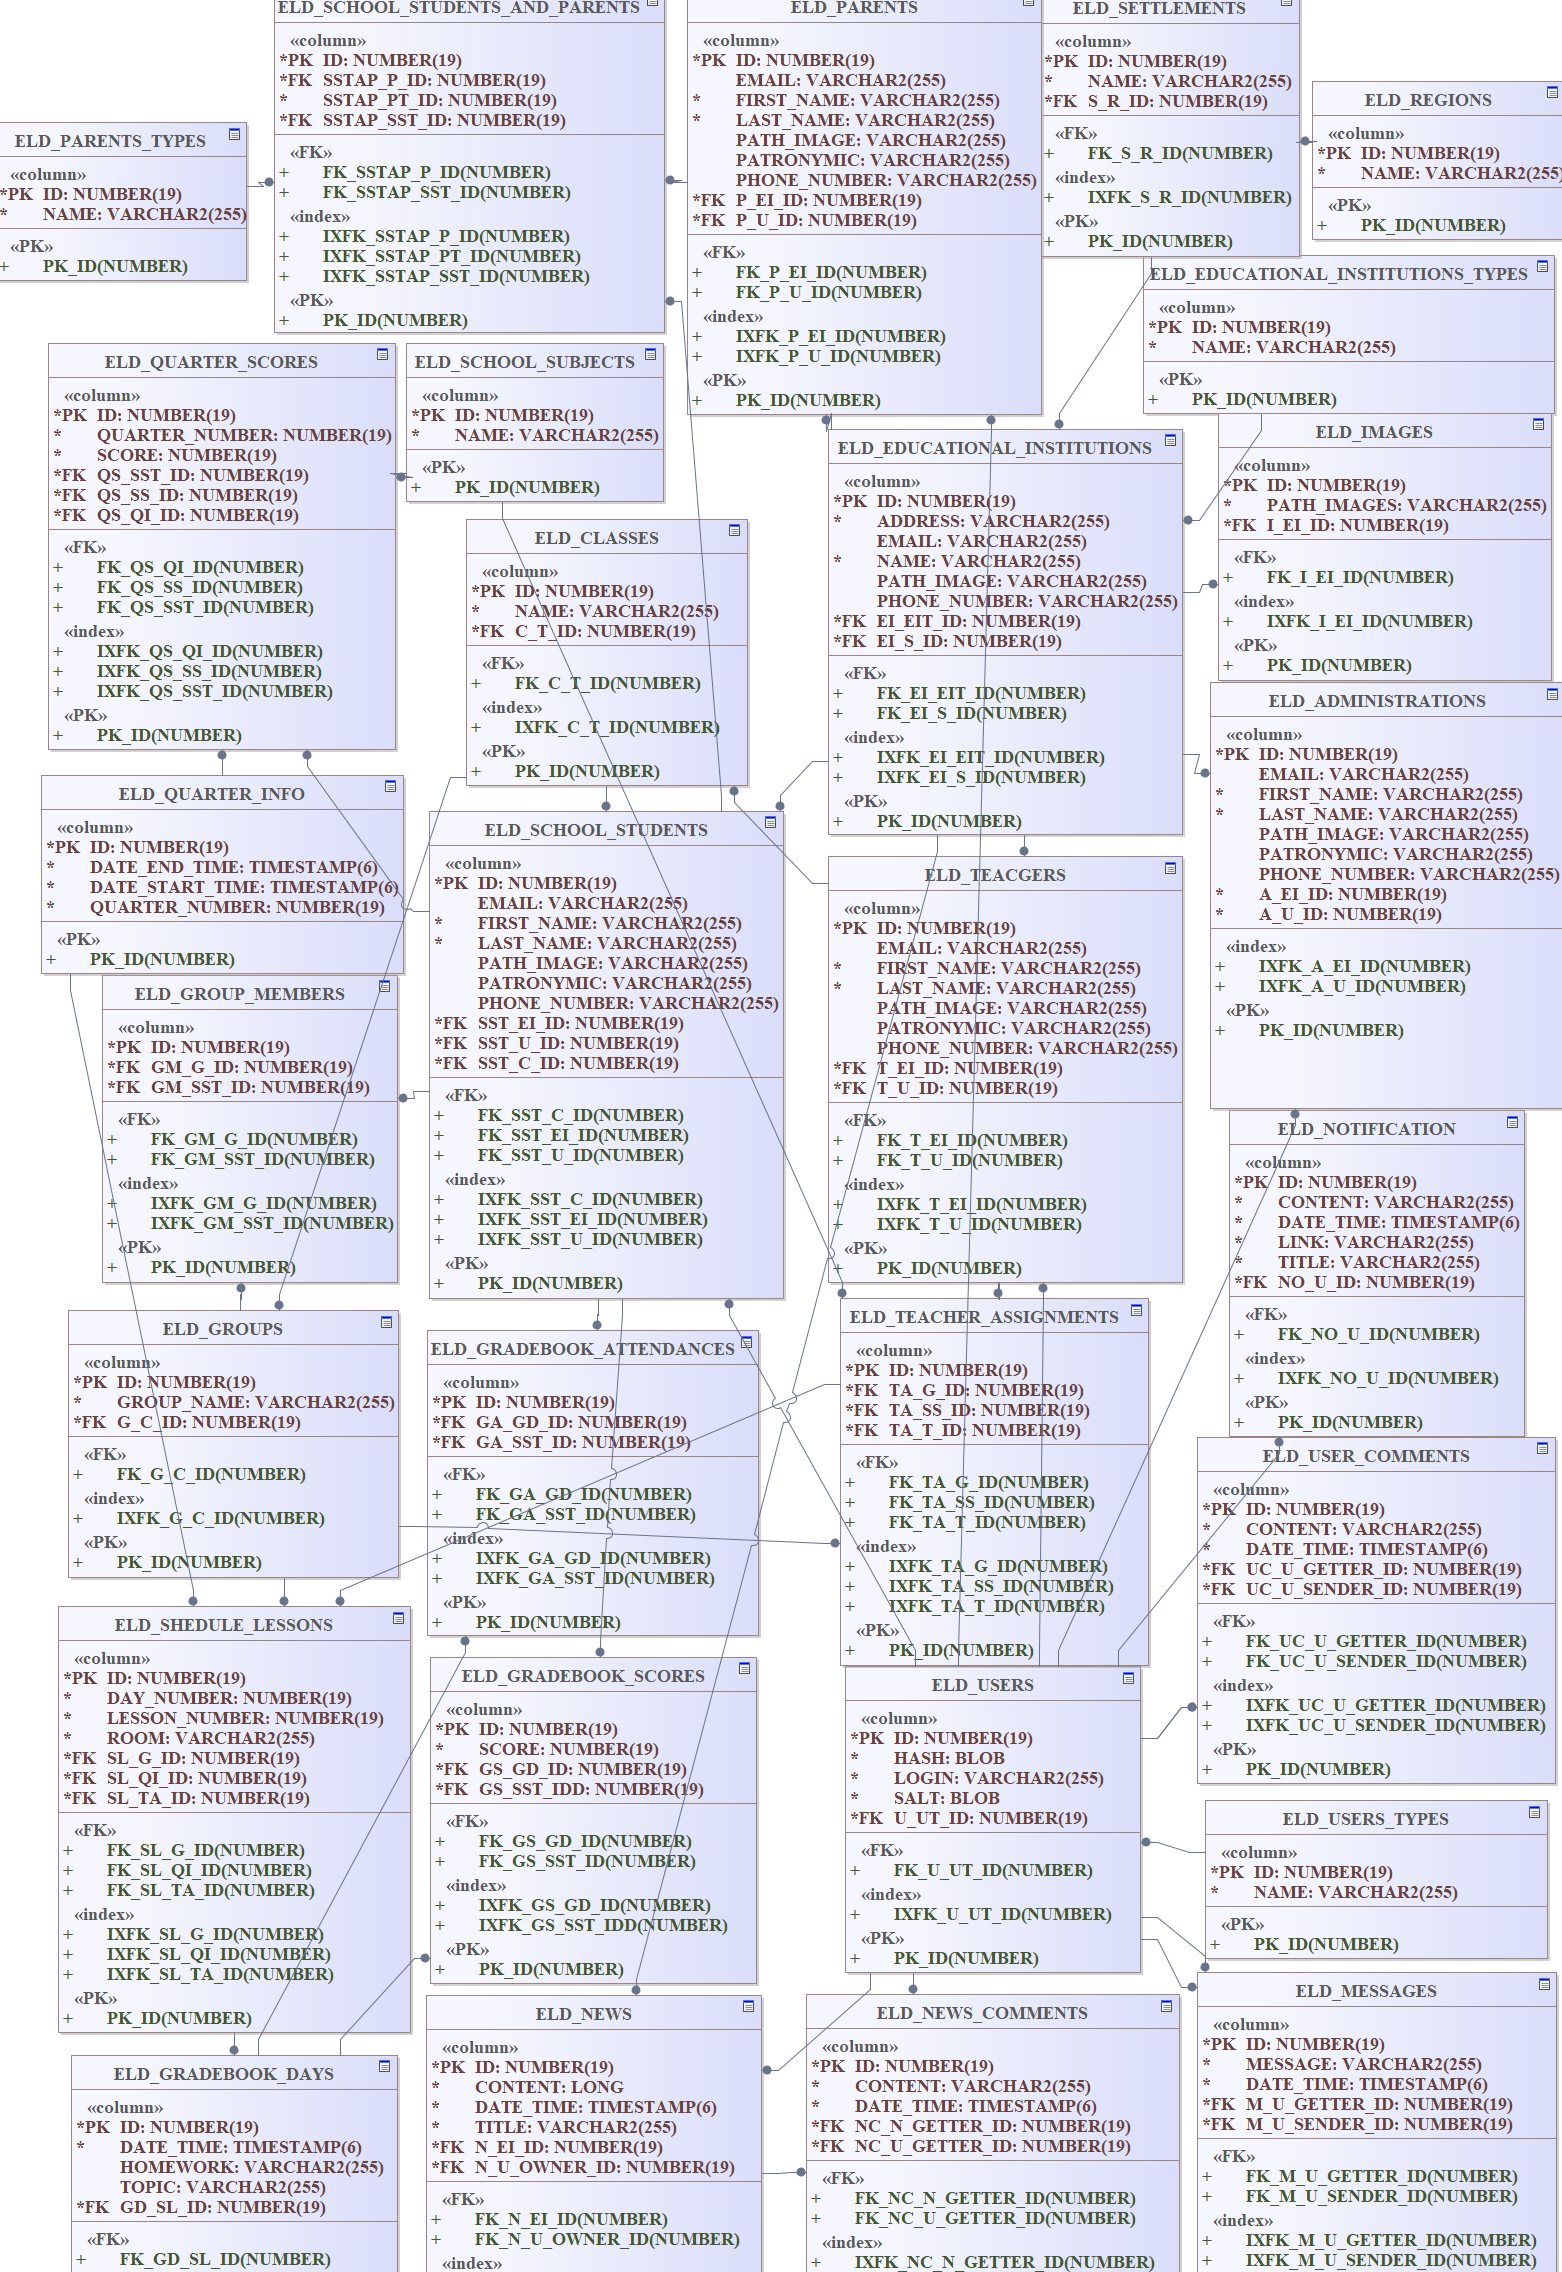 ELD_SCHOOL_STUDENTS_AND_PARENTS
«column»
*PK ID: NUMBER(19)
*FK SSTAP_P_ID: NUMBER(19)
* SSTAP_PT_ID: NUMBER(19)
*FK SSTAP_SST_ID: NUMBER(19)
«FK»
+ FK_SSTAP_P_ID(NUMBER)
+ FK_SSTAP_SST_ID(NUMBER)
«index»
+ IXFK_SSTAP_P_ID(NUMBER)
+ IXFK_SSTAP_PT_ID(NUMBER)
+ IXFK_SSTAP_SST_ID(NUMBER)
«PK»
+ PK_ID(NUMBER)
ELD_PARENTS
«column»
*PK ID: NUMBER(19)
EMAIL: VARCHAR2(255)
* FIRST_NAME: VARCHAR2(255)
* LAST_NAME: VARCHAR2(255)
PATH_IMAGE: VARCHAR2(255)
PATRONYMIC: VARCHAR2(255)
PHONE_NUMBER: VARCHAR2(255)
*FK P_EI_ID: NUMBER(19)
*FK P_U_ID: NUMBER(19)
«FK»
+ FK_P_EI_ID(NUMBER)
+ FK_P_U_ID(NUMBER)
«index»
+ IXFK_P_EI_ID(NUMBER)
+ IXFK_P_U_ID(NUMBER)
«PK»
+ PK_ID(NUMBER)
ELD_SETTLEMENTS
«column»
*PK ID: NUMBER(19)
* NAME: VARCHAR2(255)
*FK S_R_ID: NUMBER(19)
«FK»
+ FK_S_R_ID(NUMBER)
«index»
+ IXFK_S_R_ID(NUMBER)
«PK»
+ PK_ID(NUMBER)
ELD_REGIONS
«column»
*PK ID: NUMBER(19)
* NAME: VARCHAR2(255)
«PK»
+ PK_ID(NUMBER)
ELD_PARENTS_TYPES
«column»
*PK ID: NUMBER(19)
* NAME: VARCHAR2(255)
«PK»
+ PK_ID(NUMBER)
ELD_EDUCATIONAL_INSTITUTIONS_TYPES
«column»
*PK ID: NUMBER(19)
* NAME: VARCHAR2(255)
«PK»
+ PK_ID(NUMBER)
ELD_QUARTER_SCORES
«column»
*PK ID: NUMBER(19)
* QUARTER_NUMBER: NUMBER(19)
* SCORE: NUMBER(19)
*FK QS_SST_ID: NUMBER(19)
*FK QS_SS_ID: NUMBER(19)
*FK QS_QI_ID: NUMBER(19)
«FK»
+ FK_QS_QI_ID(NUMBER)
+ FK_QS_SS_ID(NUMBER)
+ FK_QS_SST_ID(NUMBER)
«index»
+ IXFK_QS_QI_ID(NUMBER)
+ IXFK_QS_SS_ID(NUMBER)
+ IXFK_QS_SST_ID(NUMBER)
«PK»
+ PK_ID(NUMBER)
ELD_SCHOOL_SUBJECTS
«column»
*PK ID: NUMBER(19)
* NAME: VARCHAR2(255)
«PK»
+ PK_ID(NUMBER)
ELD_EDUCATIONAL_INSTITUTIONS
«column»
*PK ID: NUMBER(19)
* ADDRESS: VARCHAR2(255)
EMAIL: VARCHAR2(255)
* NAME: VARCHAR2(255)
PATH_IMAGE: VARCHAR2(255)
PHONE_NUMBER: VARCHAR2(255)
*FK EI_EIT_ID: NUMBER(19)
*FK EI_S_ID: NUMBER(19)
«FK»
+ FK_EI_EIT_ID(NUMBER)
+ FK_EI_S_ID(NUMBER)
«index»
+ IXFK_EI_EIT_ID(NUMBER)
+ IXFK_EI_S_ID(NUMBER)
«PK»
+ PK_ID(NUMBER)
ELD_IMAGES
«column»
*PK ID: NUMBER(19)
* PATH_IMAGES: VARCHAR2(255)
*FK I_EI_ID: NUMBER(19)
«FK»
+ FK_I_EI_ID(NUMBER)
«index»
+ IXFK_I_EI_ID(NUMBER)
«PK»
+ PK_ID(NUMBER)
ELD_CLASSES
«column»
*PK ID: NUMBER(19)
* NAME: VARCHAR2(255)
*FK C_T_ID: NUMBER(19)
«FK»
+ FK_C_T_ID(NUMBER)
«index»
+ IXFK_C_T_ID(NUMBER)
«PK»
+ PK_ID(NUMBER)
ELD_ADMINISTRATIONS
«column»
*PK ID: NUMBER(19)
EMAIL: VARCHAR2(255)
* FIRST_NAME: VARCHAR2(255)
* LAST_NAME: VARCHAR2(255)
PATH_IMAGE: VARCHAR2(255)
PATRONYMIC: VARCHAR2(255)
PHONE_NUMBER: VARCHAR2(255)
* A_EI_ID: NUMBER(19)
* A_U_ID: NUMBER(19)
«index»
+ IXFK_A_EI_ID(NUMBER)
+ IXFK_A_U_ID(NUMBER)
«PK»
+ PK_ID(NUMBER)
ELD_QUARTER_INFO
«column»
*PK ID: NUMBER(19)
* DATE_END_TIME: TIMESTAMP(6)
* DATE_START_TIME: TIMESTAMP(6)
* QUARTER_NUMBER: NUMBER(19)
«PK»
+ PK_ID(NUMBER)
ELD_SCHOOL_STUDENTS
«column»
*PK ID: NUMBER(19)
EMAIL: VARCHAR2(255)
* FIRST_NAME: VARCHAR2(255)
* LAST_NAME: VARCHAR2(255)
PATH_IMAGE: VARCHAR2(255)
PATRONYMIC: VARCHAR2(255)
PHONE_NUMBER: VARCHAR2(255)
*FK SST_EI_ID: NUMBER(19)
*FK SST_U_ID: NUMBER(19)
*FK SST_C_ID: NUMBER(19)
«FK»
+ FK_SST_C_ID(NUMBER)
+ FK_SST_EI_ID(NUMBER)
+ FK_SST_U_ID(NUMBER)
«index»
+ IXFK_SST_C_ID(NUMBER)
+ IXFK_SST_EI_ID(NUMBER)
+ IXFK_SST_U_ID(NUMBER)
«PK»
+ PK_ID(NUMBER)
ELD_TEACGERS
«column»
*PK ID: NUMBER(19)
EMAIL: VARCHAR2(255)
* FIRST_NAME: VARCHAR2(255)
* LAST_NAME: VARCHAR2(255)
PATH_IMAGE: VARCHAR2(255)
PATRONYMIC: VARCHAR2(255)
PHONE_NUMBER: VARCHAR2(255)
*FK T_EI_ID: NUMBER(19)
*FK T_U_ID: NUMBER(19)
«FK»
+ FK_T_EI_ID(NUMBER)
+ FK_T_U_ID(NUMBER)
«index»
+ IXFK_T_EI_ID(NUMBER)
+ IXFK_T_U_ID(NUMBER)
«PK»
+ PK_ID(NUMBER)
ELD_GROUP_MEMBERS
«column»
*PK ID: NUMBER(19)
*FK GM_G_ID: NUMBER(19)
*FK GM_SST_ID: NUMBER(19)
«FK»
+ FK_GM_G_ID(NUMBER)
+ FK_GM_SST_ID(NUMBER)
«index»
+ IXFK_GM_G_ID(NUMBER)
+ IXFK_GM_SST_ID(NUMBER)
«PK»
+ PK_ID(NUMBER)
ELD_NOTIFICATION
«column»
*PK ID: NUMBER(19)
* CONTENT: VARCHAR2(255)
* DATE_TIME: TIMESTAMP(6)
* LINK: VARCHAR2(255)
* TITLE: VARCHAR2(255)
*FK NO_U_ID: NUMBER(19)
«FK»
+ FK_NO_U_ID(NUMBER)
«index»
+ IXFK_NO_U_ID(NUMBER)
«PK»
+ PK_ID(NUMBER)
ELD_GROUPS
«column»
*PK ID: NUMBER(19)
* GROUP_NAME: VARCHAR2(255)
*FK G_C_ID: NUMBER(19)
«FK»
+ FK_G_C_ID(NUMBER)
«index»
+ IXFK_G_C_ID(NUMBER)
«PK»
+ PK_ID(NUMBER)
ELD_GRADEBOOK_ATTENDANCES
«column»
*PK ID: NUMBER(19)
*FK GA_GD_ID: NUMBER(19)
*FK GA_SST_ID: NUMBER(19)
«FK»
+ FK_GA_GD_ID(NUMBER)
+ FK_GA_SST_ID(NUMBER)
«index»
+ IXFK_GA_GD_ID(NUMBER)
+ IXFK_GA_SST_ID(NUMBER)
«PK»
+ PK_ID(NUMBER)
ELD_TEACHER_ASSIGNMENTS
«column»
*PK ID: NUMBER(19)
*FK TA_G_ID: NUMBER(19)
*FK TA_SS_ID: NUMBER(19)
*FK TA_T_ID: NUMBER(19)
«FK»
+ FK_TA_G_ID(NUMBER)
+ FK_TA_SS_ID(NUMBER)
+ FK_TA_T_ID(NUMBER)
«index»
+ IXFK_TA_G_ID(NUMBER)
+ IXFK_TA_SS_ID(NUMBER)
+ IXFK_TA_T_ID(NUMBER)
«PK»
+ PK_ID(NUMBER)
ELD_USER_COMMENTS
«column»
*PK ID: NUMBER(19)
* CONTENT: VARCHAR2(255)
* DATE_TIME: TIMESTAMP(6)
*FK UC_U_GETTER_ID: NUMBER(19)
*FK UC_U_SENDER_ID: NUMBER(19)
«FK»
+ FK_UC_U_GETTER_ID(NUMBER)
+ FK_UC_U_SENDER_ID(NUMBER)
«index»
+ IXFK_UC_U_GETTER_ID(NUMBER)
+ IXFK_UC_U_SENDER_ID(NUMBER)
«PK»
+ PK_ID(NUMBER)
ELD_SHEDULE_LESSONS
«column»
*PK ID: NUMBER(19)
* DAY_NUMBER: NUMBER(19)
* LESSON_NUMBER: NUMBER(19)
* ROOM: VARCHAR2(255)
*FK SL_G_ID: NUMBER(19)
*FK SL_QI_ID: NUMBER(19)
*FK SL_TA_ID: NUMBER(19)
«FK»
+ FK_SL_G_ID(NUMBER)
+ FK_SL_QI_ID(NUMBER)
+ FK_SL_TA_ID(NUMBER)
«index»
+ IXFK_SL_G_ID(NUMBER)
+ IXFK_SL_QI_ID(NUMBER)
+ IXFK_SL_TA_ID(NUMBER)
«PK»
+ PK_ID(NUMBER)
ELD_GRADEBOOK_SCORES
«column»
*PK ID: NUMBER(19)
* SCORE: NUMBER(19)
*FK GS_GD_ID: NUMBER(19)
*FK GS_SST_IDD: NUMBER(19)
«FK»
+ FK_GS_GD_ID(NUMBER)
+ FK_GS_SST_ID(NUMBER)
«index»
+ IXFK_GS_GD_ID(NUMBER)
+ IXFK_GS_SST_IDD(NUMBER)
«PK»
+ PK_ID(NUMBER)
ELD_USERS
«column»
*PK ID: NUMBER(19)
* HASH: BLOB
* LOGIN: VARCHAR2(255)
* SALT: BLOB
*FK U_UT_ID: NUMBER(19)
«FK»
+ FK_U_UT_ID(NUMBER)
«index»
+ IXFK_U_UT_ID(NUMBER)
«PK»
+ PK_ID(NUMBER)
ELD_USERS_TYPES
«column»
*PK ID: NUMBER(19)
* NAME: VARCHAR2(255)
«PK»
+ PK_ID(NUMBER)
ELD_GRADEBOOK_DAYS
«column»
*PK ID: NUMBER(19)
* DATE_TIME: TIMESTAMP(6)
HOMEWORK: VARCHAR2(255)
TOPIC: VARCHAR2(255)
*FK GD_SL_ID: NUMBER(19)
«FK»
+ FK_GD_SL_ID(NUMBER)
ELD_NEWS
«column»
*PK ID: NUMBER(19)
* CONTENT: LONG
* DATE_TIME: TIMESTAMP(6)
* TITLE: VARCHAR2(255)
*FK N_EI_ID: NUMBER(19)
*FK N_U_OWNER_ID: NUMBER(19)
«FK»
+ FK_N_EI_ID(NUMBER)
+ FK_N_U_OWNER_ID(NUMBER)
«index»
ELD_NEWS_COMMENTS
«column»
*PK ID: NUMBER(19)
* CONTENT: VARCHAR2(255)
* DATE_TIME: TIMESTAMP(6)
*FK NC_N_GETTER_ID: NUMBER(19)
*FK NC_U_GETTER_ID: NUMBER(19)
«FK»
+ FK_NC_N_GETTER_ID(NUMBER)
+ FK_NC_U_GETTER_ID(NUMBER)
«index»
+ IXFK_NC_N_GETTER_ID(NUMBER)
ELD_MESSAGES
«column»
*PK ID: NUMBER(19)
* MESSAGE: VARCHAR2(255)
* DATE_TIME: TIMESTAMP(6)
*FK M_U_GETTER_ID: NUMBER(19)
*FK M_U_SENDER_ID: NUMBER(19)
«FK»
+ FK_M_U_GETTER_ID(NUMBER)
+ FK_M_U_SENDER_ID(NUMBER)
«index»
+ IXFK_M_U_GETTER_ID(NUMBER)
+ IXFK_M_U_SENDER_ID(NUMBER)